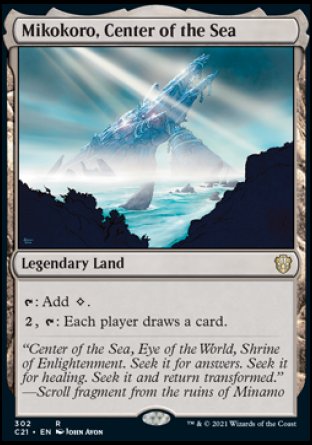 Mikokoro, Center of the Sea
Legendary Land
: Add .
2, : Each player draws a card.
“Center of the Sea, Eye of the World, Shrine
of Enlightenment. Seek it for answers. Seek it
for healing. Seek it and return transformed.”
—Scroll fragment from the ruins of Minamo
302 R
C21 • EN JOHN AVON
™ & © 2021 Wizards of the Coast